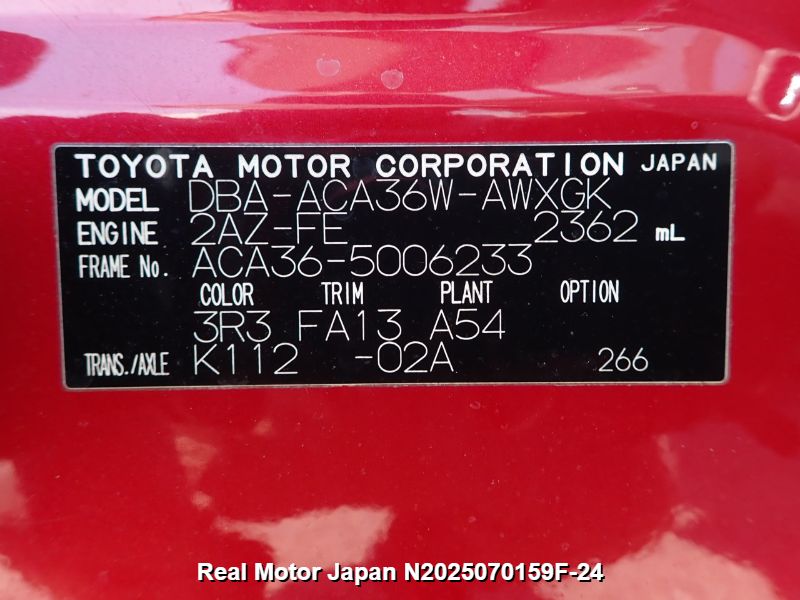 TOYOTA MOTOR CORPORATION JAPAN
MODEL DBA-ACA36W-AWXGK
ENGINE 2AZ-FE 2362 mL
FRAME No. ACA36-5006233
COLOR TRIM PLANT OPTION
3R3 FA13 A54
TRANS./AXLE K112 -02A 266
Real Motor Japan N2025070159F-24